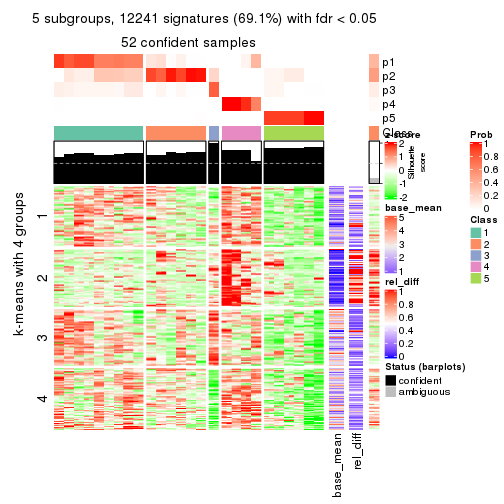 5 subgroups, 12241 signatures (69.1%) with fdr < 0.05
52 confident samples
p1
p2
p3
p4
p5
Class
Silhouette
score
k-means with 4 groups
1
2
3
4
base_mean
rel_diff
z-score
2
1
0
-1
-2
base_mean
5
4
3
2
1
rel_diff
1
0.8
0.6
0.4
0.2
0
Status (barplots)
confident
ambiguous
Prob
1
0.8
0.6
0.4
0.2
0
Class
1
2
3
4
5